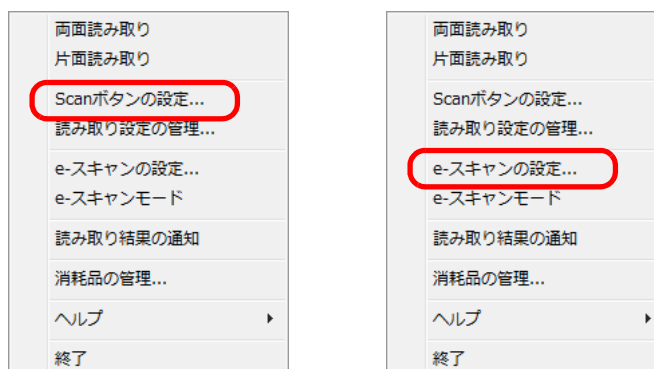 両面読み取り
片面読み取り
Scanボタンの設定...
読み取り設定の管理...
e-スキャンの設定...
e-スキャンモード
読み取り結果の通知
消耗品の管理...
ヘルプ
終了
両面読み取り
片面読み取り
Scanボタンの設定...
読み取り設定の管理...
e-スキャンの設定...
e-スキャンモード
読み取り結果の通知
消耗品の管理...
ヘルプ
終了